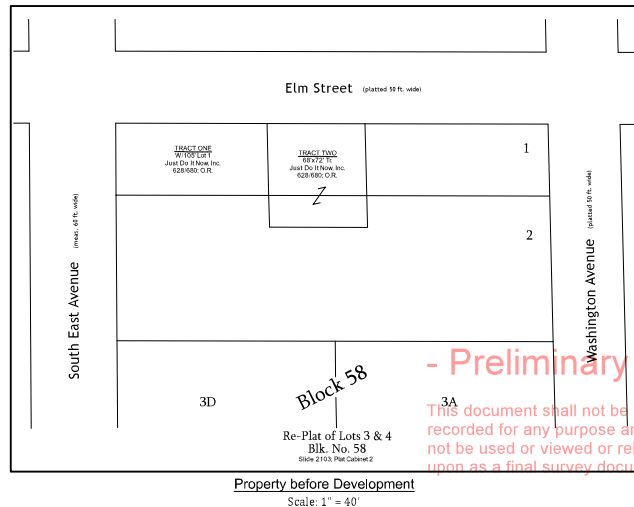 Elm Street (platted 50 ft. wide)
TRACT ONE
W/105' Lot 1
Just Do It Now, Inc.
628/680; O.R.
TRACT TWO
68'x72' Tr.
Just Do It Now, Inc.
628/680; O.R.
Z
1
2
South East Avenue (meas. 60 ft. wide)
Washington Avenue (platted 50 ft. wide)
Block 58
3D
3A
Re-Plat of Lots 3 & 4
Blk. No. 58
Slide 2103; Plat Cabinet 2
- Preliminary
This document shall not be
recorded for any purpose an
not be used or viewed or rel
upon as a final survey docu
Property before Development
Scale: 1" = 40'